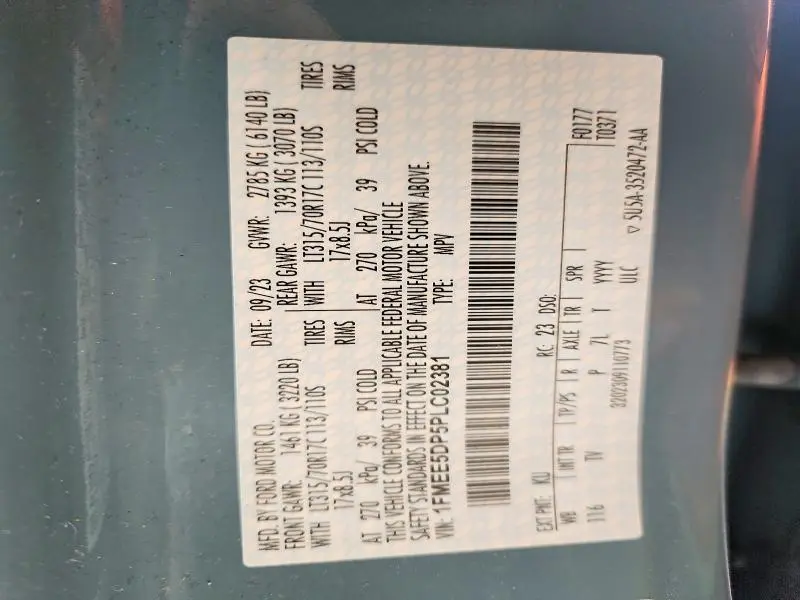 MFD. BY FORD MOTOR CO. DATE: 09/23 GVWR: 2785 KG ( 6140 LB)
FRONT GAWR: 1461 KG ( 3220 LB) REAR GAWR: 1393 KG ( 3070 LB)
WITH LT315/70R17C 113/110S TIRES WITH LT315/70R17C 113/110S TIRES
17x8.5J RIMS 17x8.5J RIMS
AT 270 kPa/ 39 PSI COLD AT 270 kPa/ 39 PSI COLD
THIS VEHICLE CONFORMS TO ALL APPLICABLE FEDERAL MOTOR VEHICLE
SAFETY STANDARDS IN EFFECT ON THE DATE OF MANUFACTURE SHOWN ABOVE.
VIN: 1FMEE5DP5PLC02381 TYPE: MPV
EXT PNT: KU RC: 23 DSO: F0177
WB INT TR TP/PS R AXLE TR SPR T0371
116 TV P 7L T YYYY
3202309110773 ULC
▽ 5U5A-3520472-AA